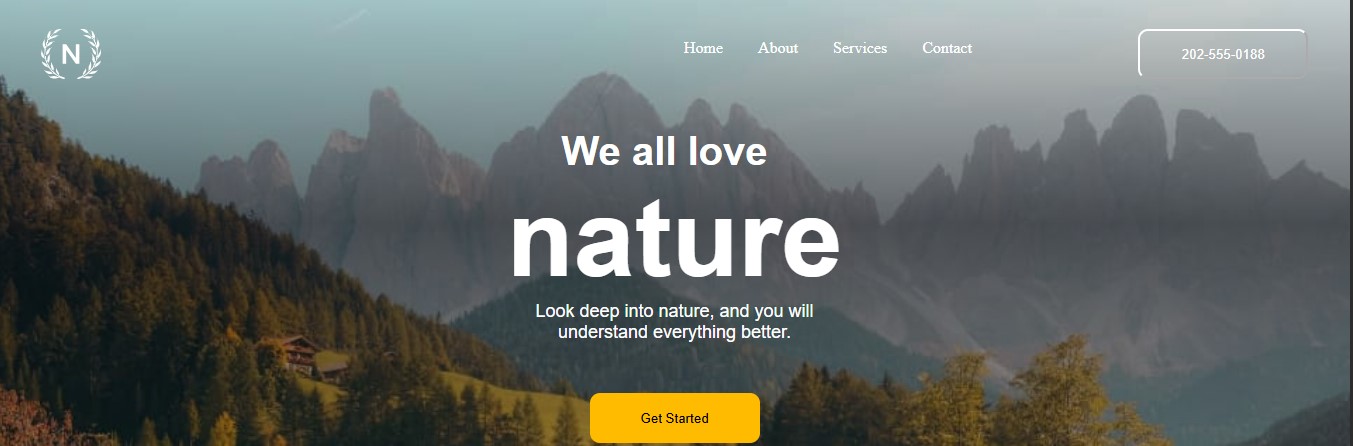 N
Home About Services Contact
202-555-0188
We all love
nature
Look deep into nature, and you will
understand everything better.
Get Started